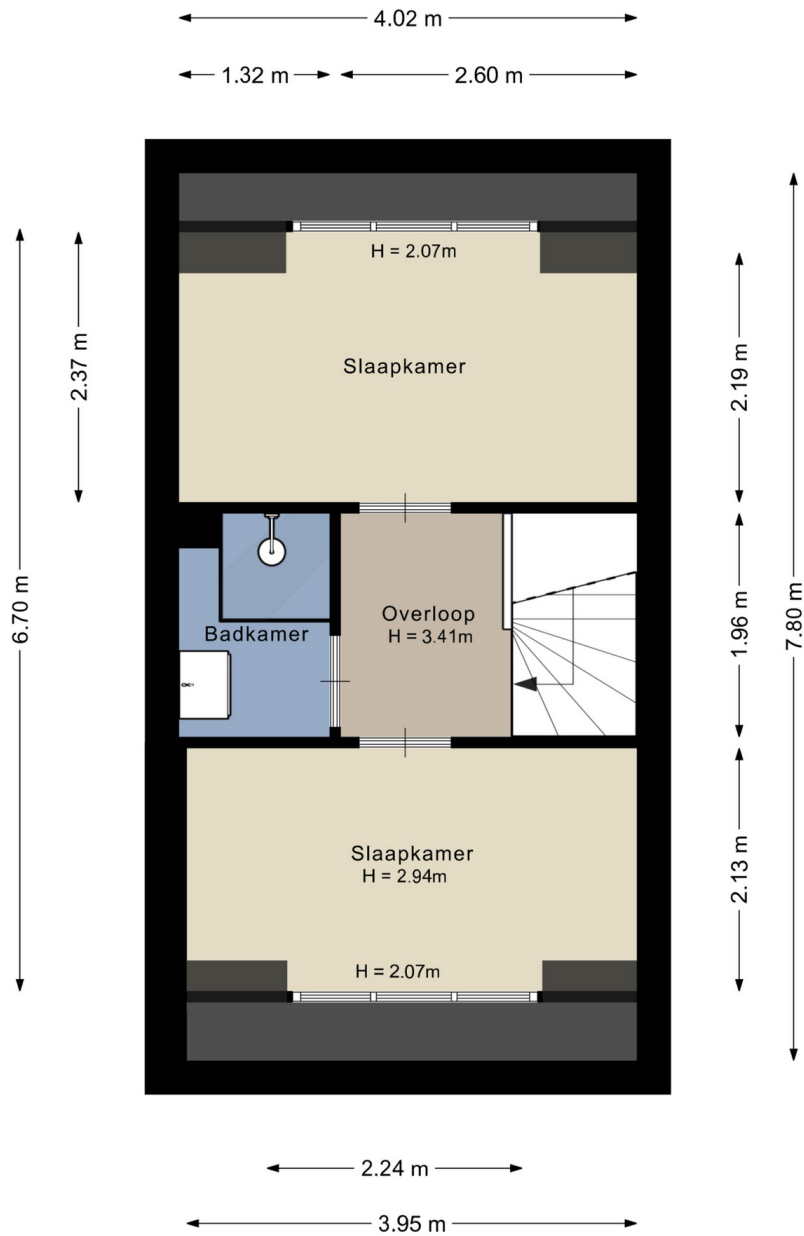 4.02 m
1.32 m
2.60 m
H = 2.07m
Slaapkamer
2.37 m
2.19 m
6.70 m
7.80 m
Overloop
H = 3.41m
Badkamer
1.96 m
Slaapkamer
H = 2.94m
2.13 m
H = 2.07m
2.24 m
3.95 m